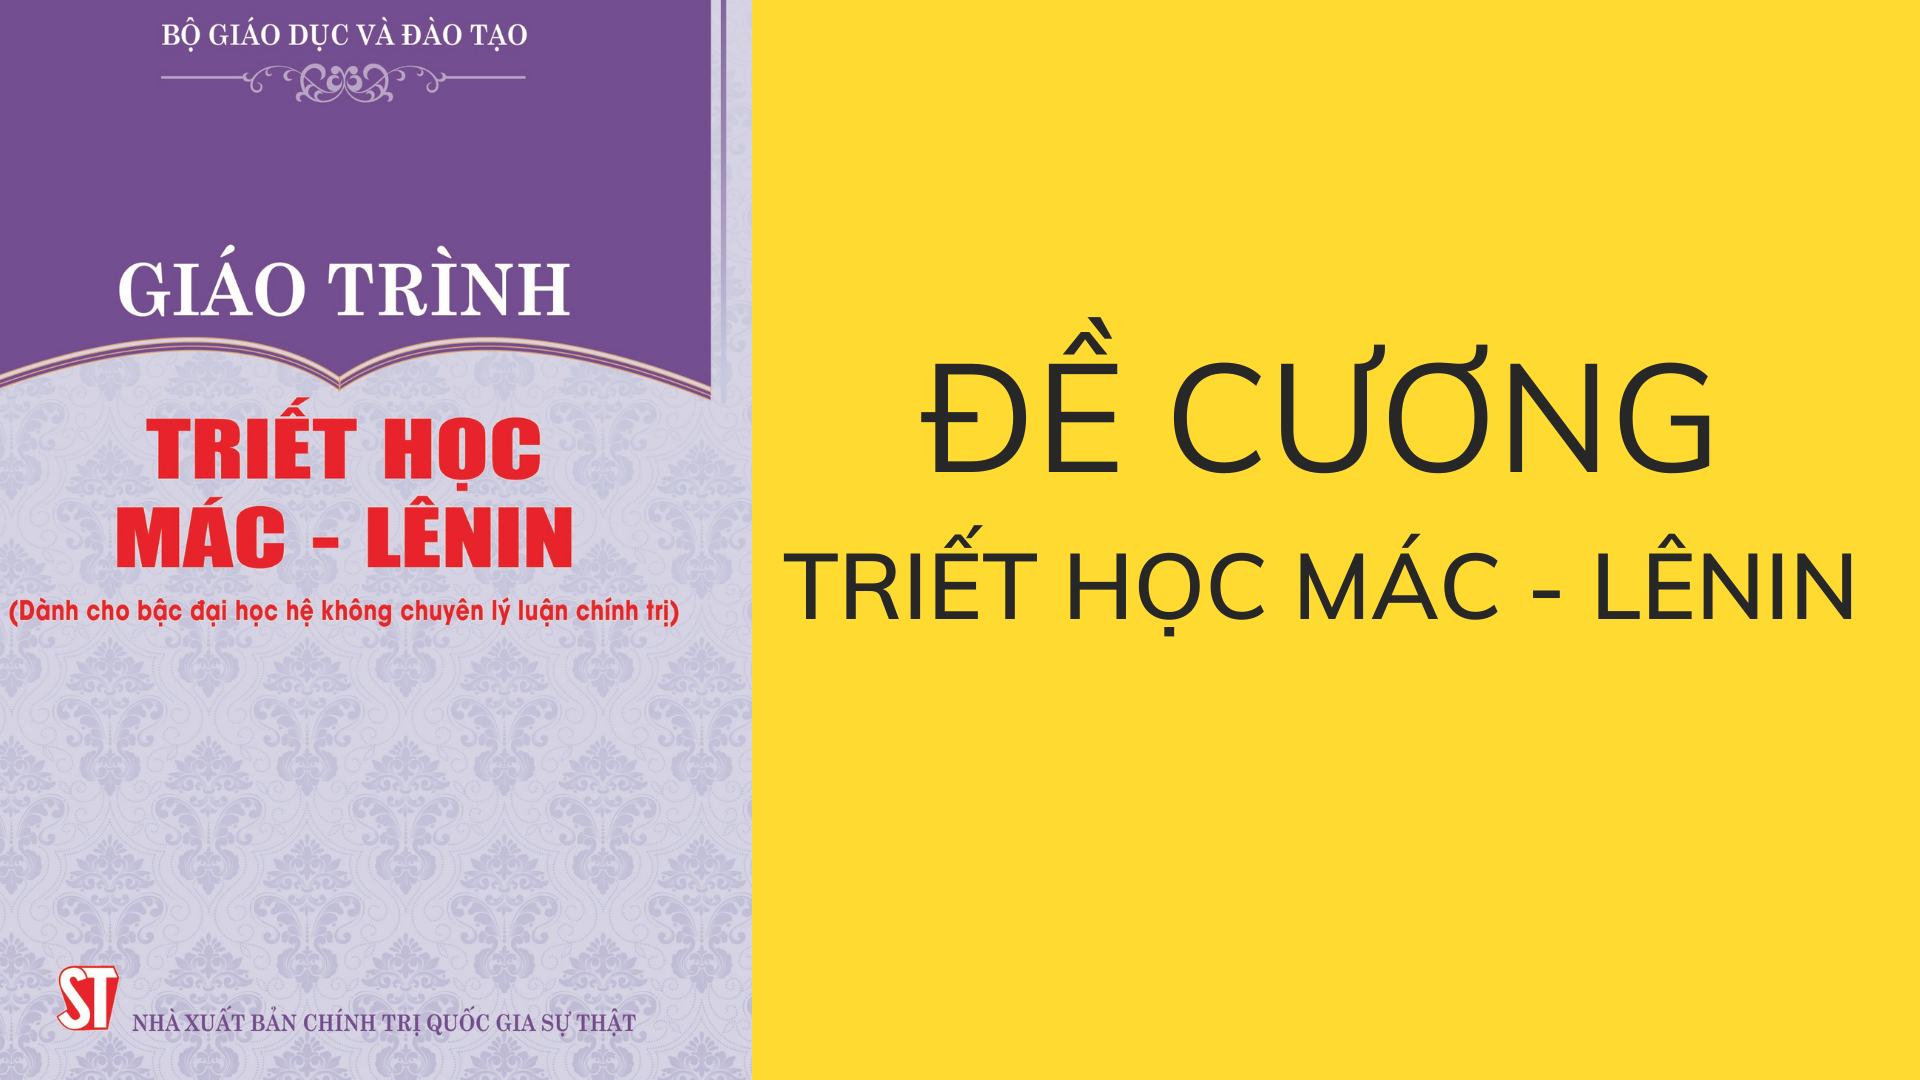 BỘ GIÁO DỤC VÀ ĐÀO TẠO
GIÁO TRÌNH
TRIẾT HỌC
MÁC - LÊNIN
(Dành cho bậc đại học hệ không chuyên lý luận chính trị)
ST
NHÀ XUẤT BẢN CHÍNH TRỊ QUỐC GIA SỰ THẬT
ĐỀ CƯƠNG
TRIẾT HỌC MÁC - LÊNIN